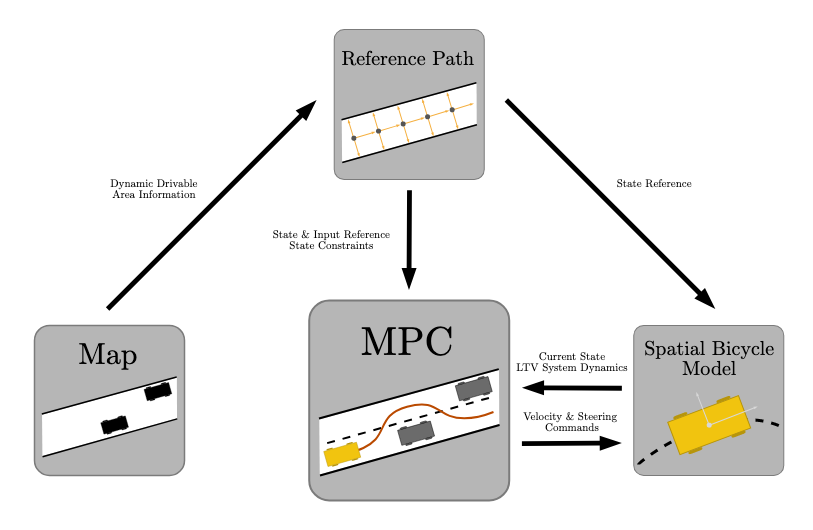 Reference Path
Dynamic Drivable
Area Information
State Reference
State & Input Reference
State Constraints
Map
MPC
Current State
LTV System Dynamics
Velocity & Steering
Commands
Spatial Bicycle
Model